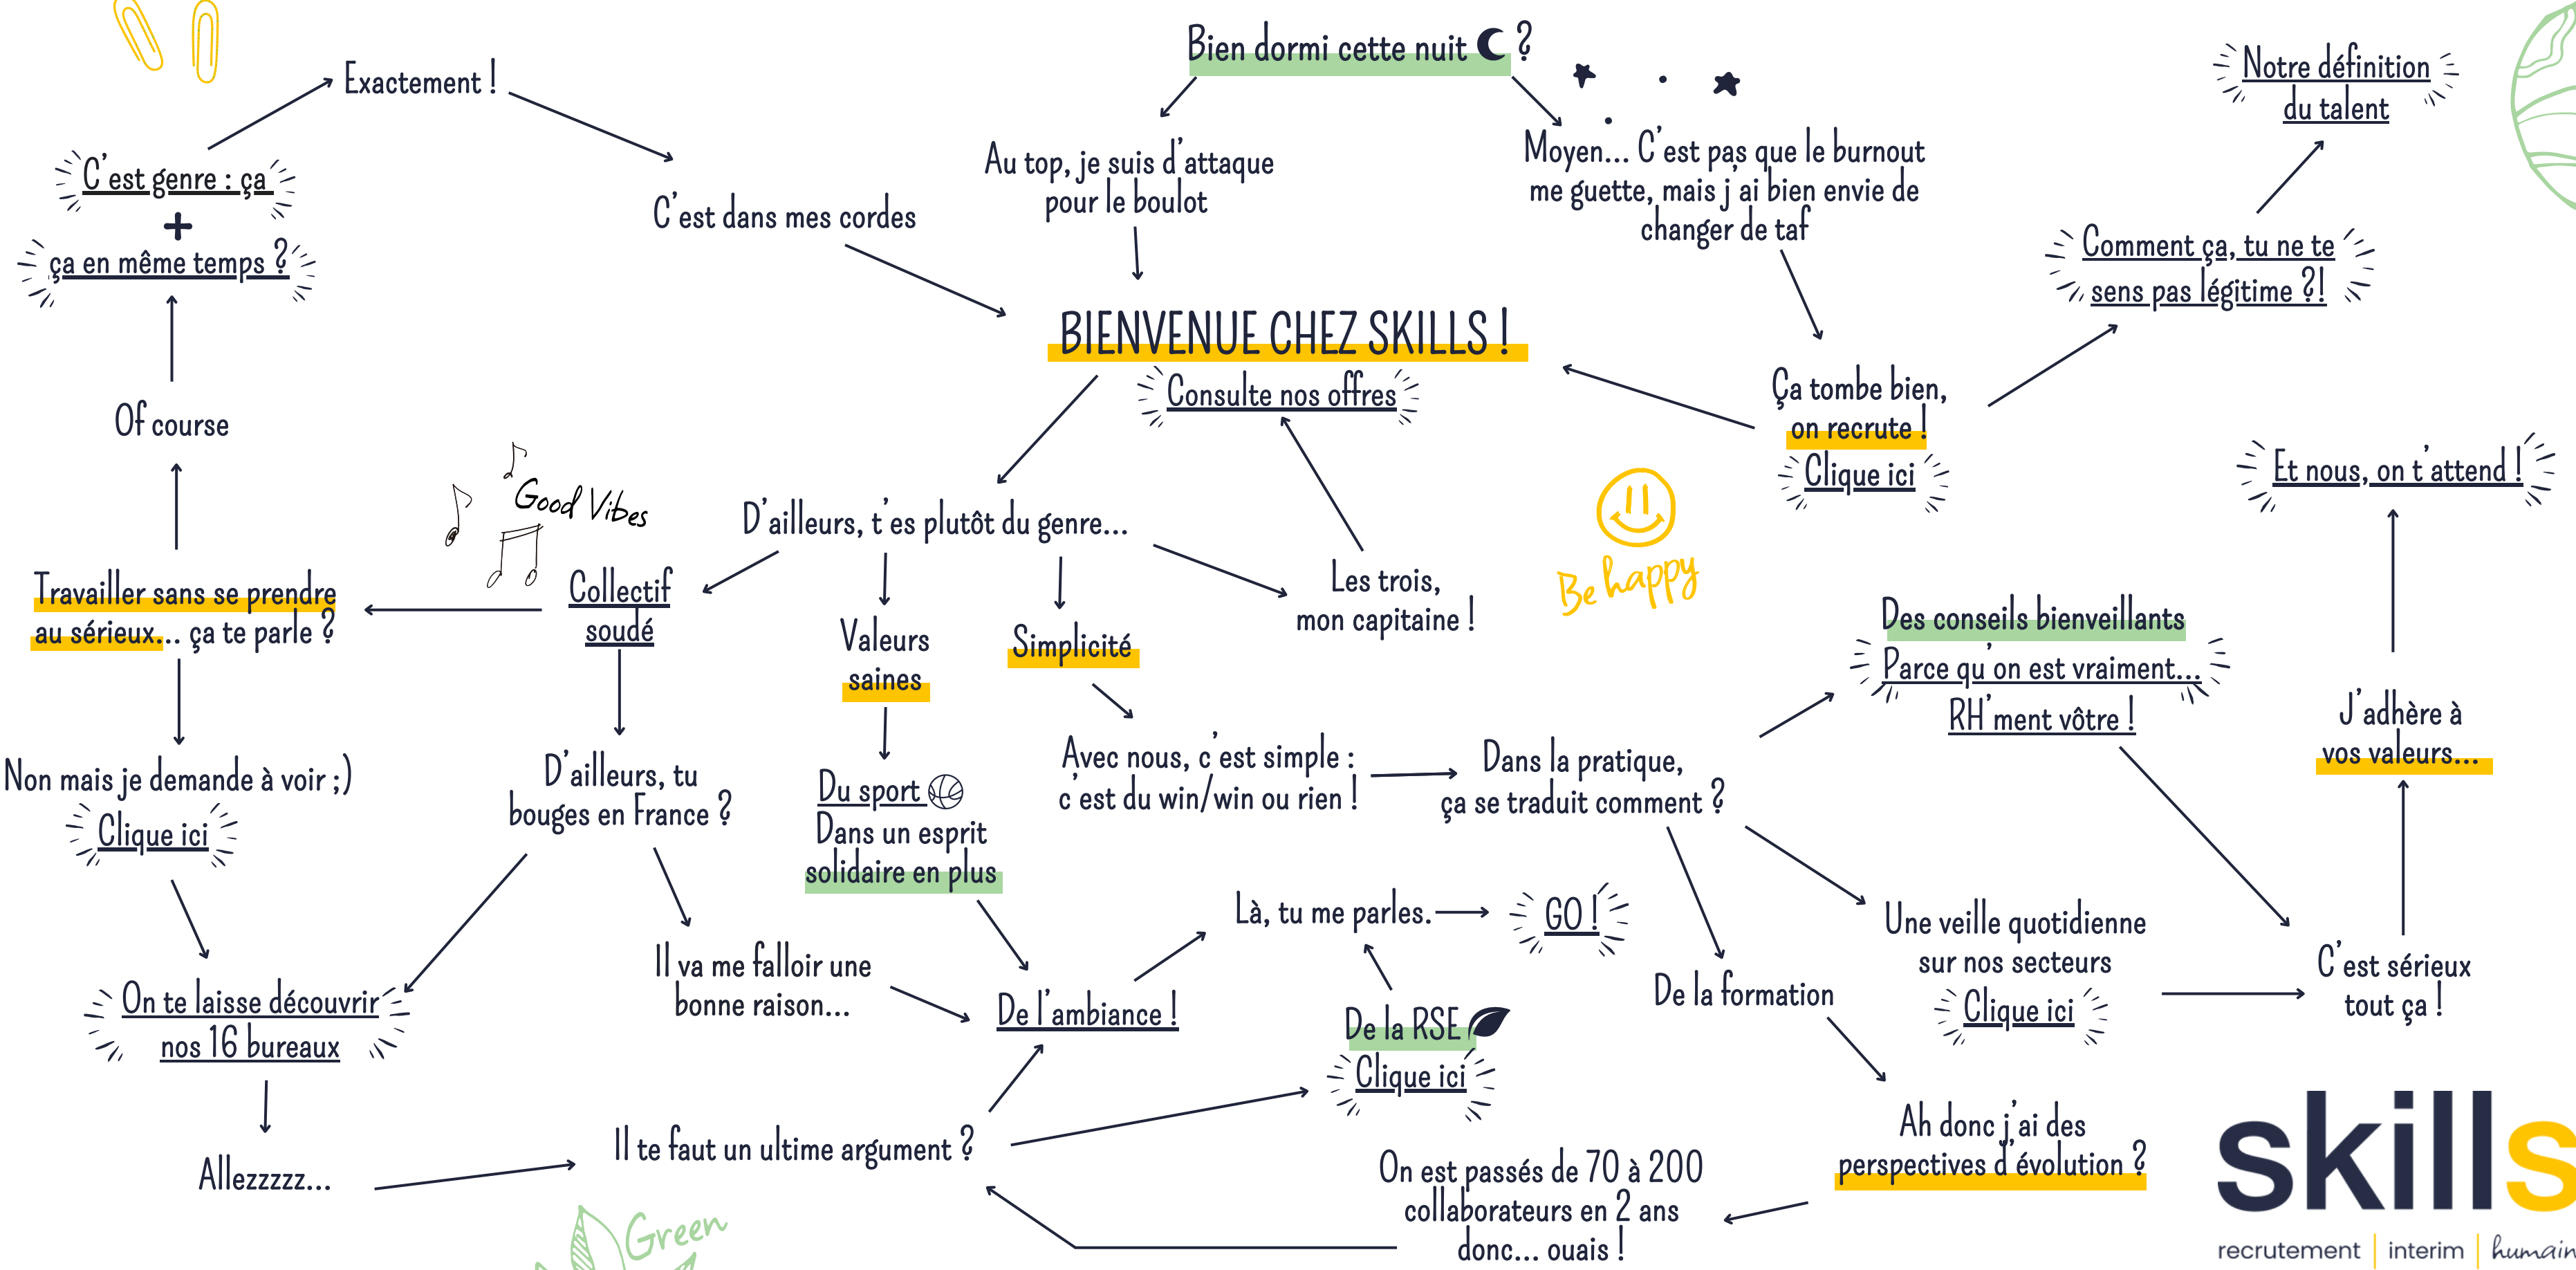 Bien dormi cette nuit ?
Exactement !
Notre définition
du talent
Au top, je suis d'attaque
pour le boulot
Moyen... C'est pas que le burnout
me guette, mais j'ai bien envie de
changer de taf
C'est genre : ça
+
ça en même temps ?
C'est dans mes cordes
Comment ça, tu ne te
sens pas légitime ?!
BIENVENUE CHEZ SKILLS !
Consulte nos offres
Ça tombe bien,
on recrute !
Clique ici
Of course
Et nous, on t'attend !
Good Vibes
D'ailleurs, t'es plutôt du genre...
Be happy
Travailler sans se prendre
au sérieux... ça te parle ?
Collectif
soudé
Valeurs
saines
Simplicité
Les trois,
mon capitaine !
Des conseils bienveillants
Parce qu'on est vraiment...
RH'ment vôtre !
J'adhère à
vos valeurs...
Non mais je demande à voir ;)
Clique ici
D'ailleurs, tu
bouges en France ?
Du sport
Dans un esprit
solidaire en plus
Avec nous, c'est simple :
c'est du win/win ou rien !
Dans la pratique,
ça se traduit comment ?
Là, tu me parles.
GO !
Une veille quotidienne
sur nos secteurs
Clique ici
C'est sérieux
tout ça !
Il va me falloir une
bonne raison...
De la formation
On te laisse découvrir
nos 16 bureaux
De l'ambiance !
De la RSE
Clique ici
Ah donc j'ai des
perspectives d'évolution ?
Allezzzzz...
Il te faut un ultime argument ?
On est passés de 70 à 200
collaborateurs en 2 ans
donc... ouais !
Green
skills
recrutement | interim | humain